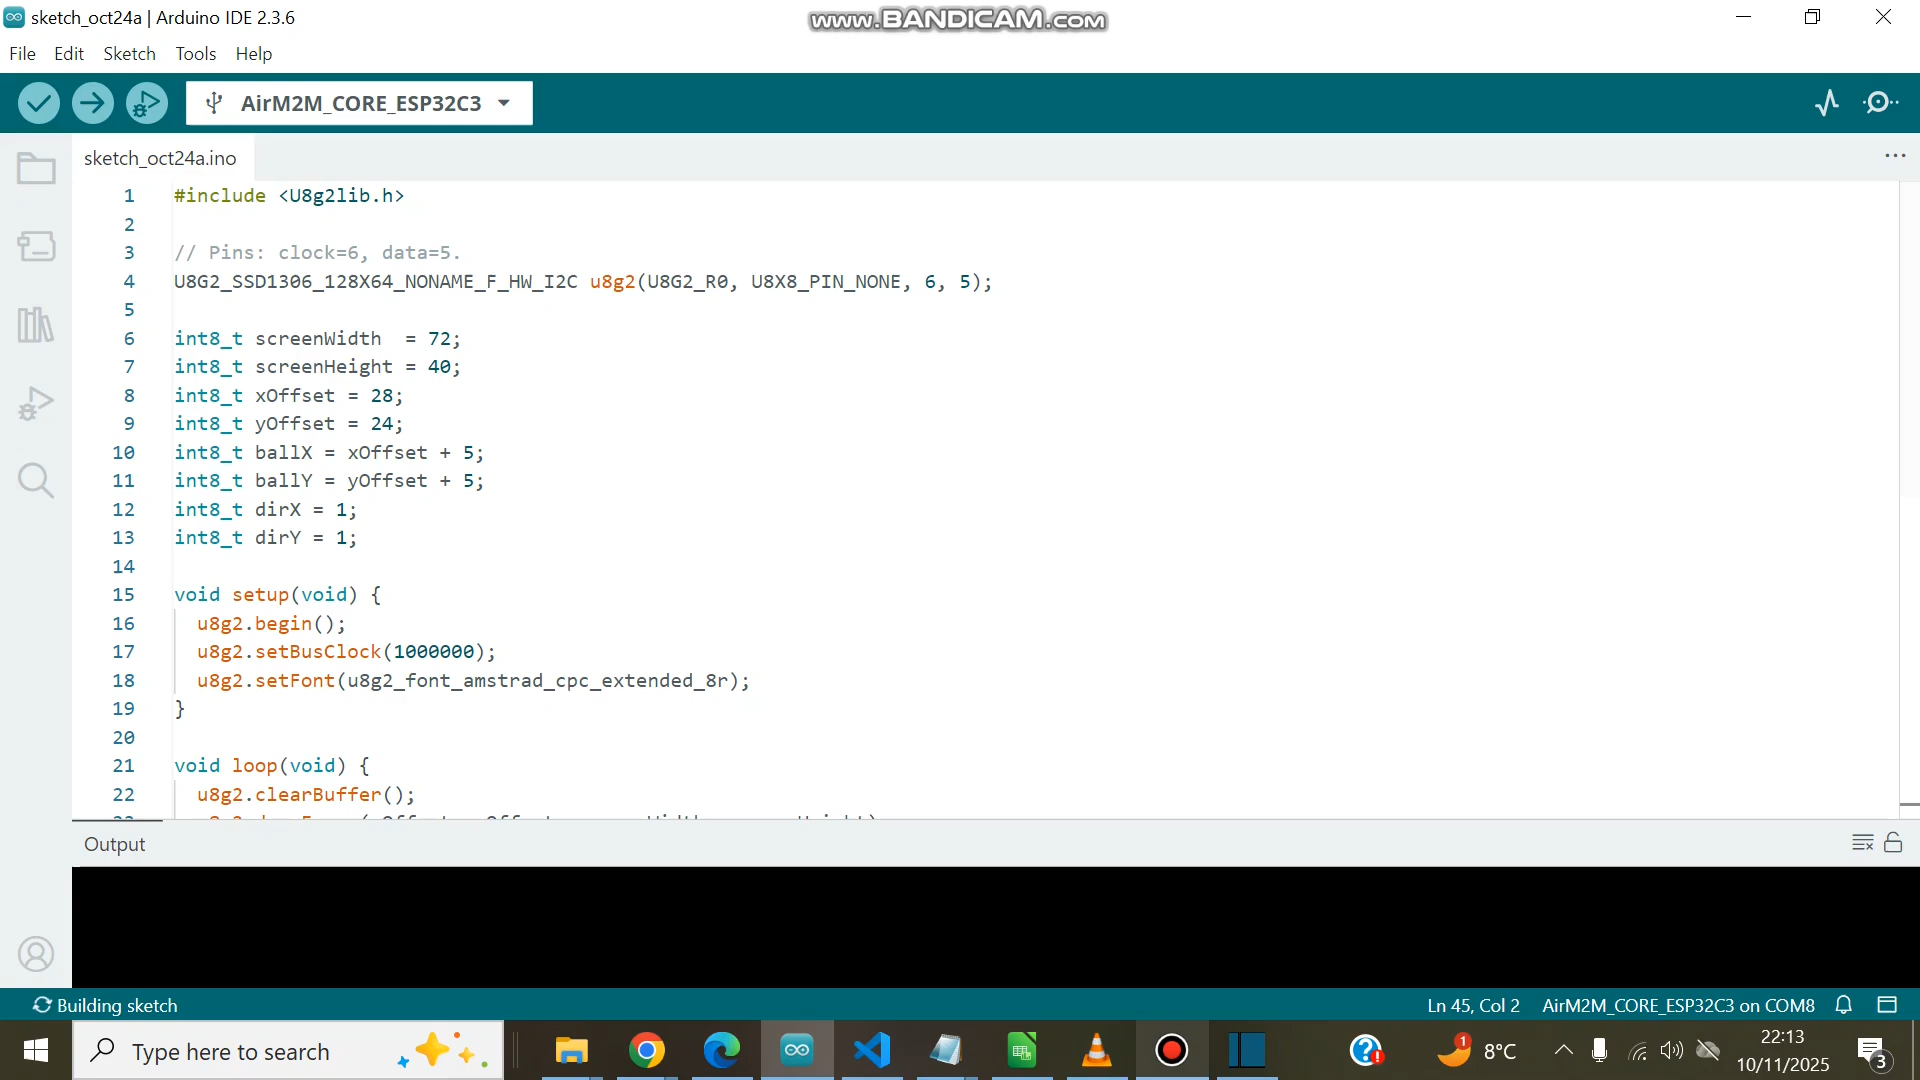 sketch_oct24a | Arduino IDE 2.3.6
www.BANDICAM.com
File Edit Sketch Tools Help
AirM2M_CORE_ESP32C3
sketch_oct24a.ino
1 #include <U8g2lib.h>
2
3 // Pins: clock=6, data=5.
4 U8G2_SSD1306_128X64_NONAME_F_HW_I2C u8g2(U8G2_R0, U8X8_PIN_NONE, 6, 5);
5
6 int8_t screenWidth  = 72;
7 int8_t screenHeight = 40;
8 int8_t xOffset = 28;
9 int8_t yOffset = 24;
10 int8_t ballX = xOffset + 5;
11 int8_t ballY = yOffset + 5;
12 int8_t dirX = 1;
13 int8_t dirY = 1;
14
15 void setup(void) {
16 u8g2.begin();
17 u8g2.setBusClock(1000000);
18 u8g2.setFont(u8g2_font_amstrad_cpc_extended_8r);
19 }
20
21 void loop(void) {
22 u8g2.clearBuffer();
Output
Building sketch
Ln 45, Col 2 AirM2M_CORE_ESP32C3 on COM8
Type here to search
1
8°C
22:13
10/11/2025
3